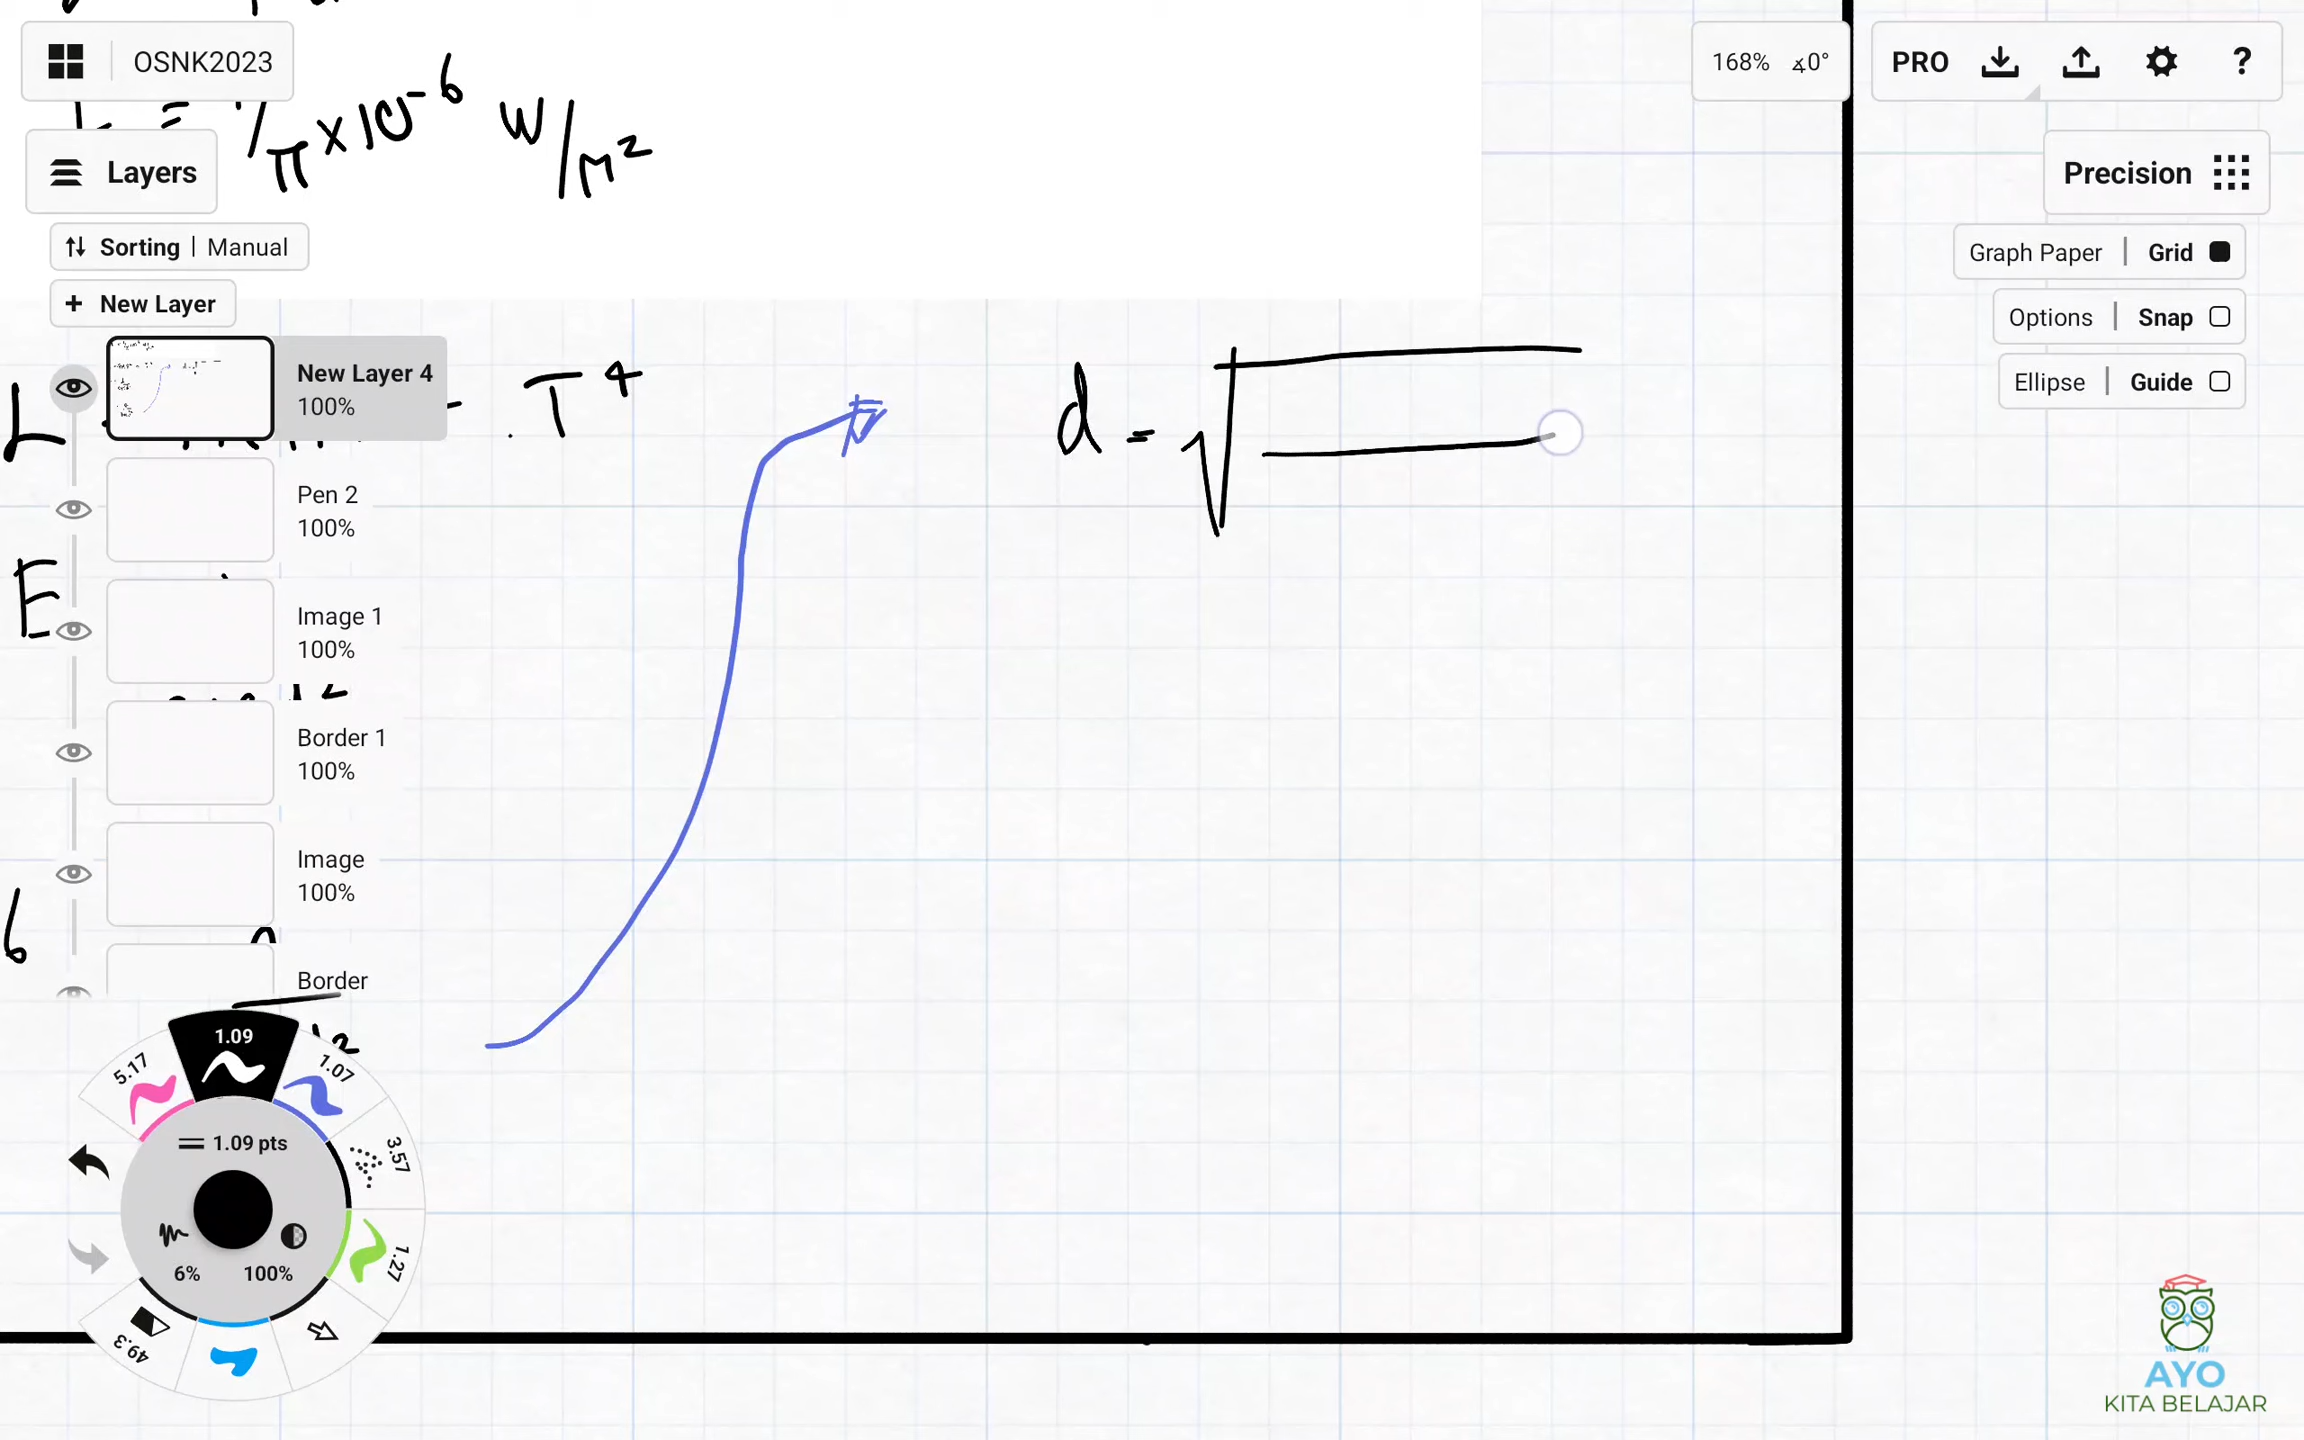 OSNK2023
168% ∡0°
PRO
?
= 1/π × 10⁻⁶ W/m²
Layers
Precision
Sorting | Manual
Graph Paper | Grid
New Layer
Options | Snap
Ellipse | Guide
New Layer 4
100%
L
T⁴
d = √
Pen 2
100%
E
Image 1
100%
Border 1
100%
Image
100%
Border
1.09
5.17
1.07
3.57
1.27
49.3
1.09 pts
6%
100%
AYO
KITA BELAJAR